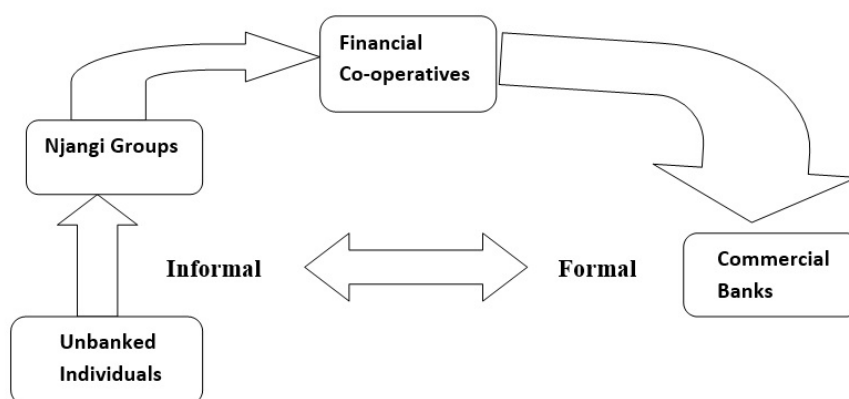 Financial
Co-operatives
Njangi Groups
Informal
Formal
Commercial
Banks
Unbanked
Individuals